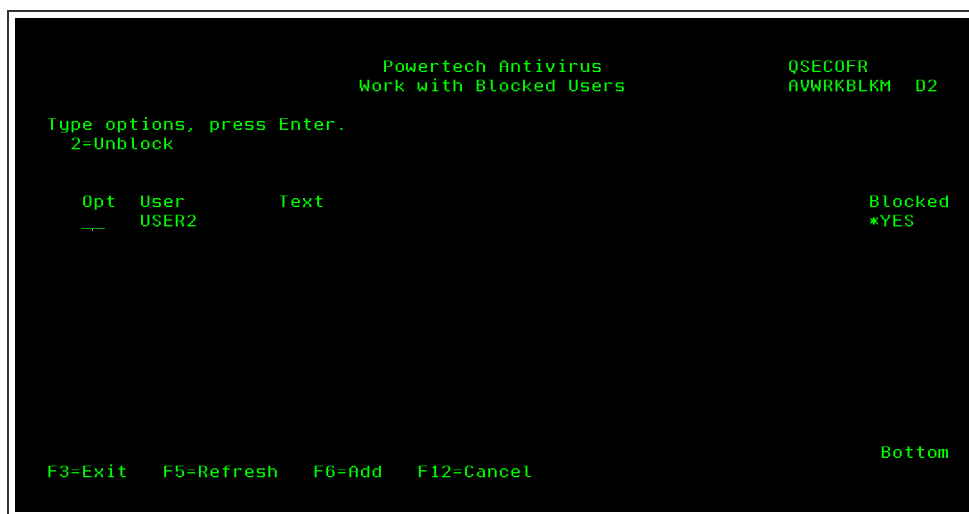 Powertech Antivirus QSECOFR
Work with Blocked Users AVWRKBLKM D2
Type options, press Enter.
2=Unblock
Opt User Text Blocked
__ USER2 *YES
Bottom
F3=Exit F5=Refresh F6=Add F12=Cancel